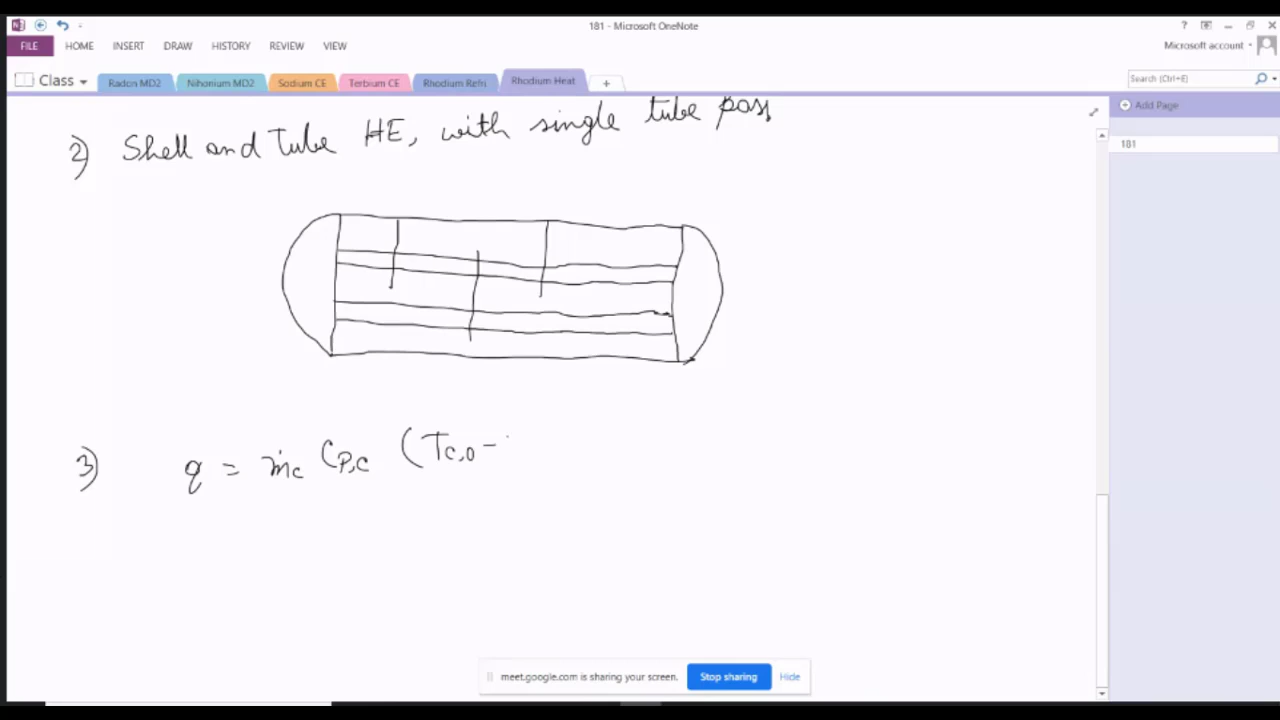 181 - Microsoft OneNote
FILE HOME INSERT DRAW HISTORY REVIEW VIEW
Microsoft account
Class Radon MD2 Nihonium MD2 Sodium CE Terbium CE Rhodium Refri Rhodium Heat
Search (Ctrl+E)
Add Page
181
2) Shell and Tube HE, with single tube pass
3) q = ṁc Cp,c (Tc,o -
meet.google.com is sharing your screen. Stop sharing Hide